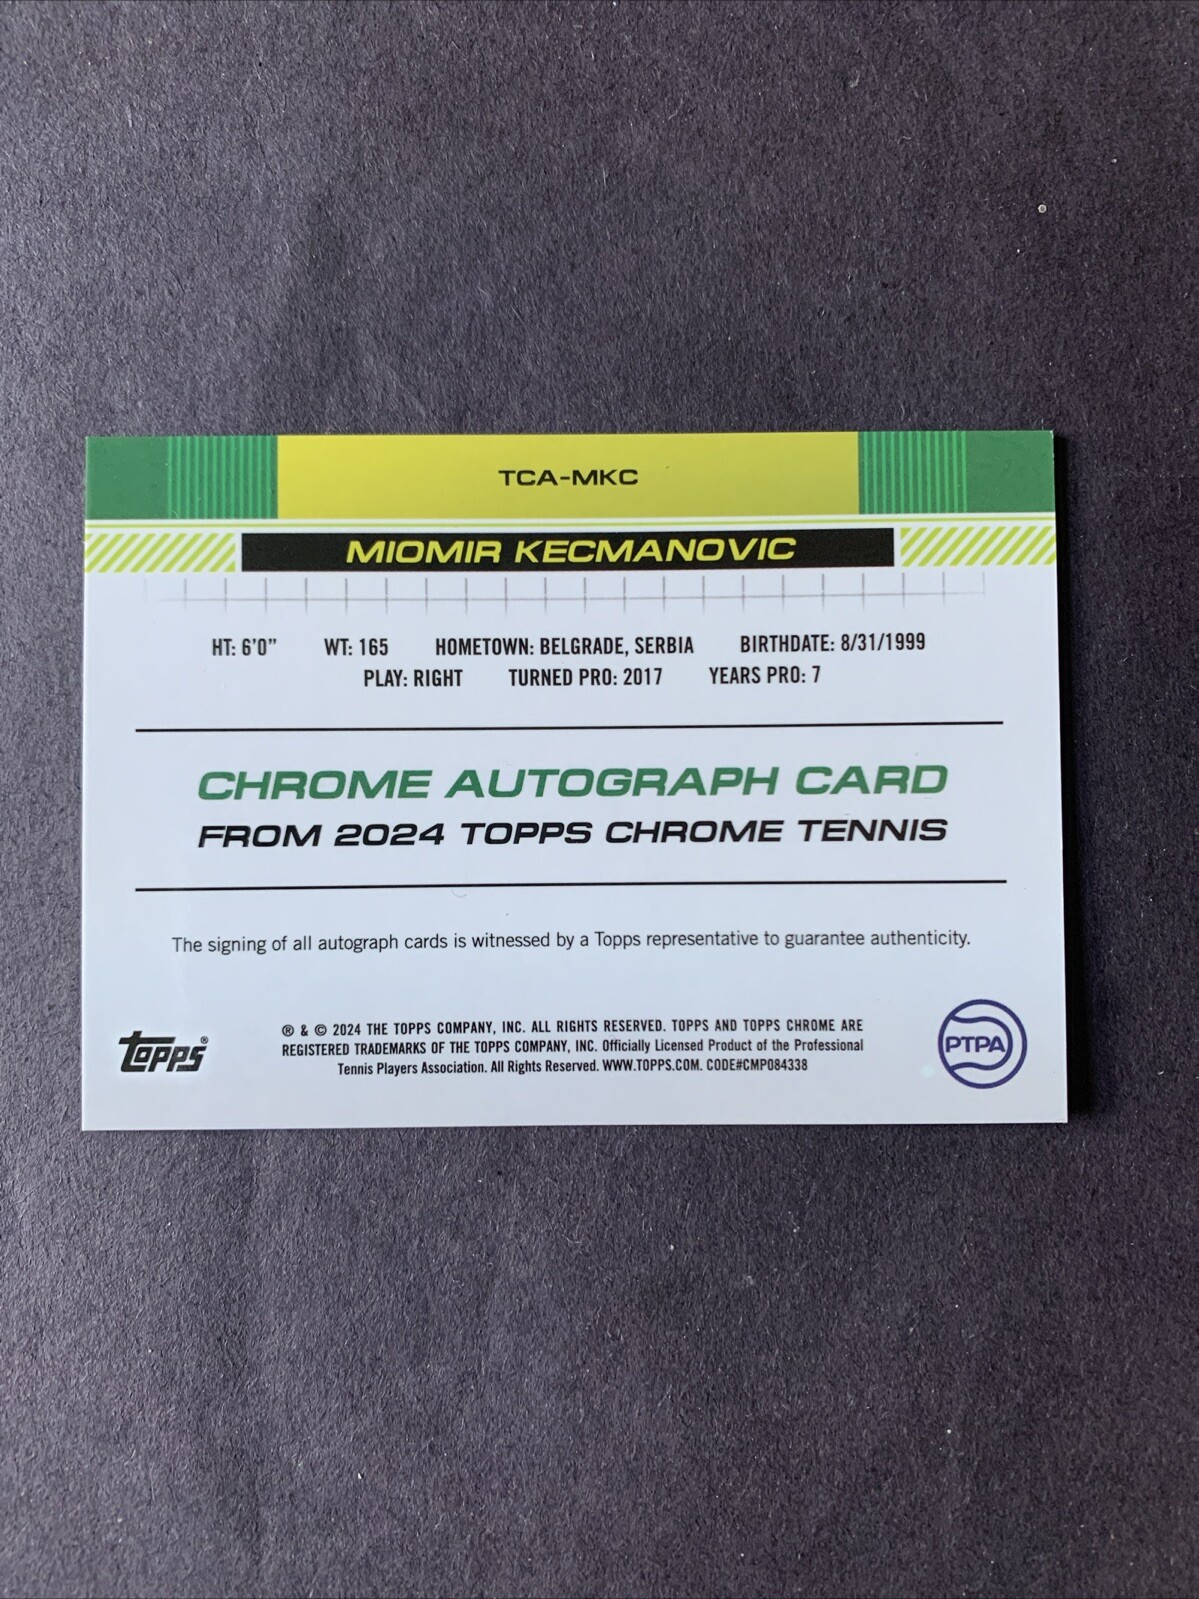 TCA-MKC
MIOMIR KECMANOVIC
HT: 6'0" WT: 165 HOMETOWN: BELGRADE, SERBIA BIRTHDATE: 8/31/1999
PLAY: RIGHT TURNED PRO: 2017 YEARS PRO: 7
CHROME AUTOGRAPH CARD
FROM 2024 TOPPS CHROME TENNIS
The signing of all autograph cards is witnessed by a Topps representative to guarantee authenticity.
topps®
® & © 2024 THE TOPPS COMPANY, INC. ALL RIGHTS RESERVED. TOPPS AND TOPPS CHROME ARE
REGISTERED TRADEMARKS OF THE TOPPS COMPANY, INC. Officially Licensed Product of the Professional
Tennis Players Association. All Rights Reserved. WWW.TOPPS.COM. CODE#CMP084338
PTPA